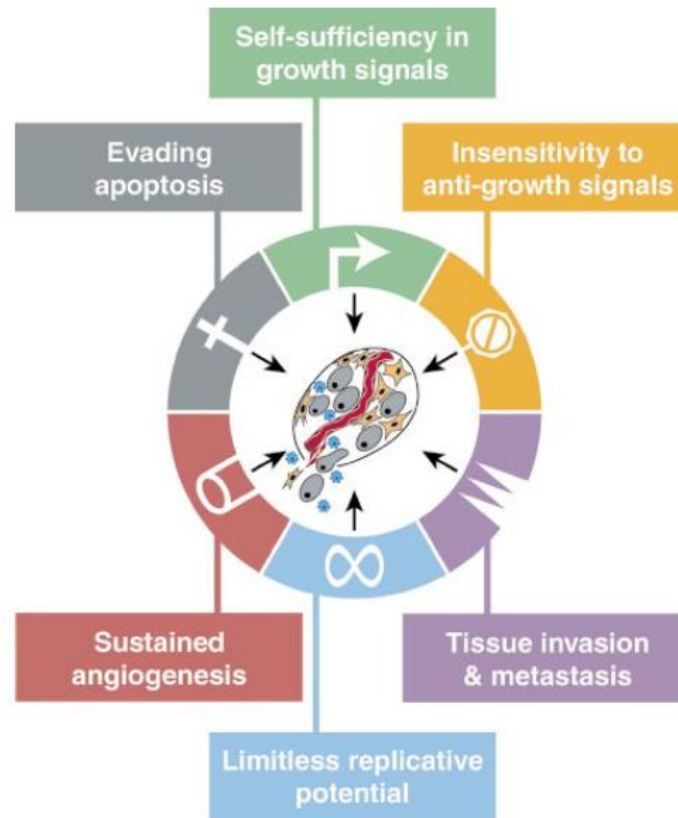 Self-sufficiency in
growth signals
Evading
apoptosis
Insensitivity to
anti-growth signals
Sustained
angiogenesis
Tissue invasion
& metastasis
Limitless replicative
potential